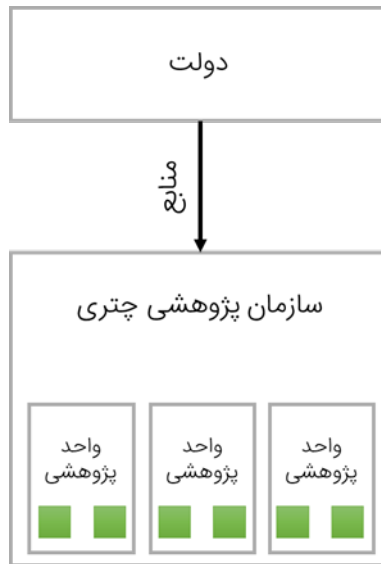 دولت
منابع
سازمان پژوهشی چتری
واحد
پژوهشی
واحد
پژوهشی
واحد
پژوهشی